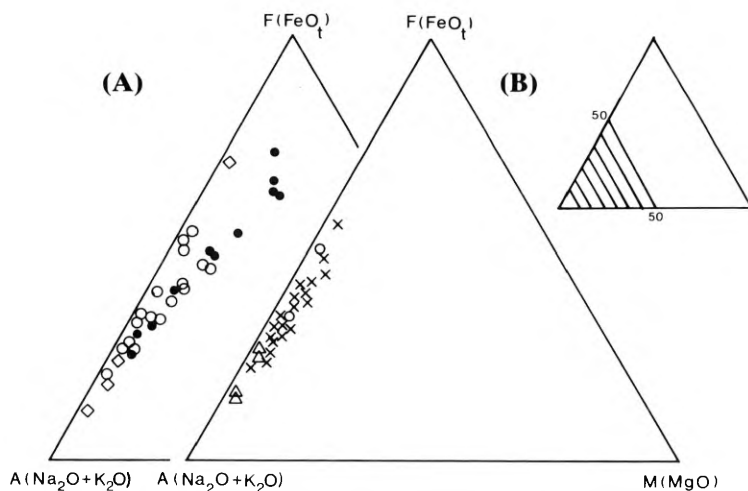 F(FeOt)
F(FeOt)
(A)
(B)
50
50
A(Na2O+K2O)
A(Na2O+K2O)
M(MgO)